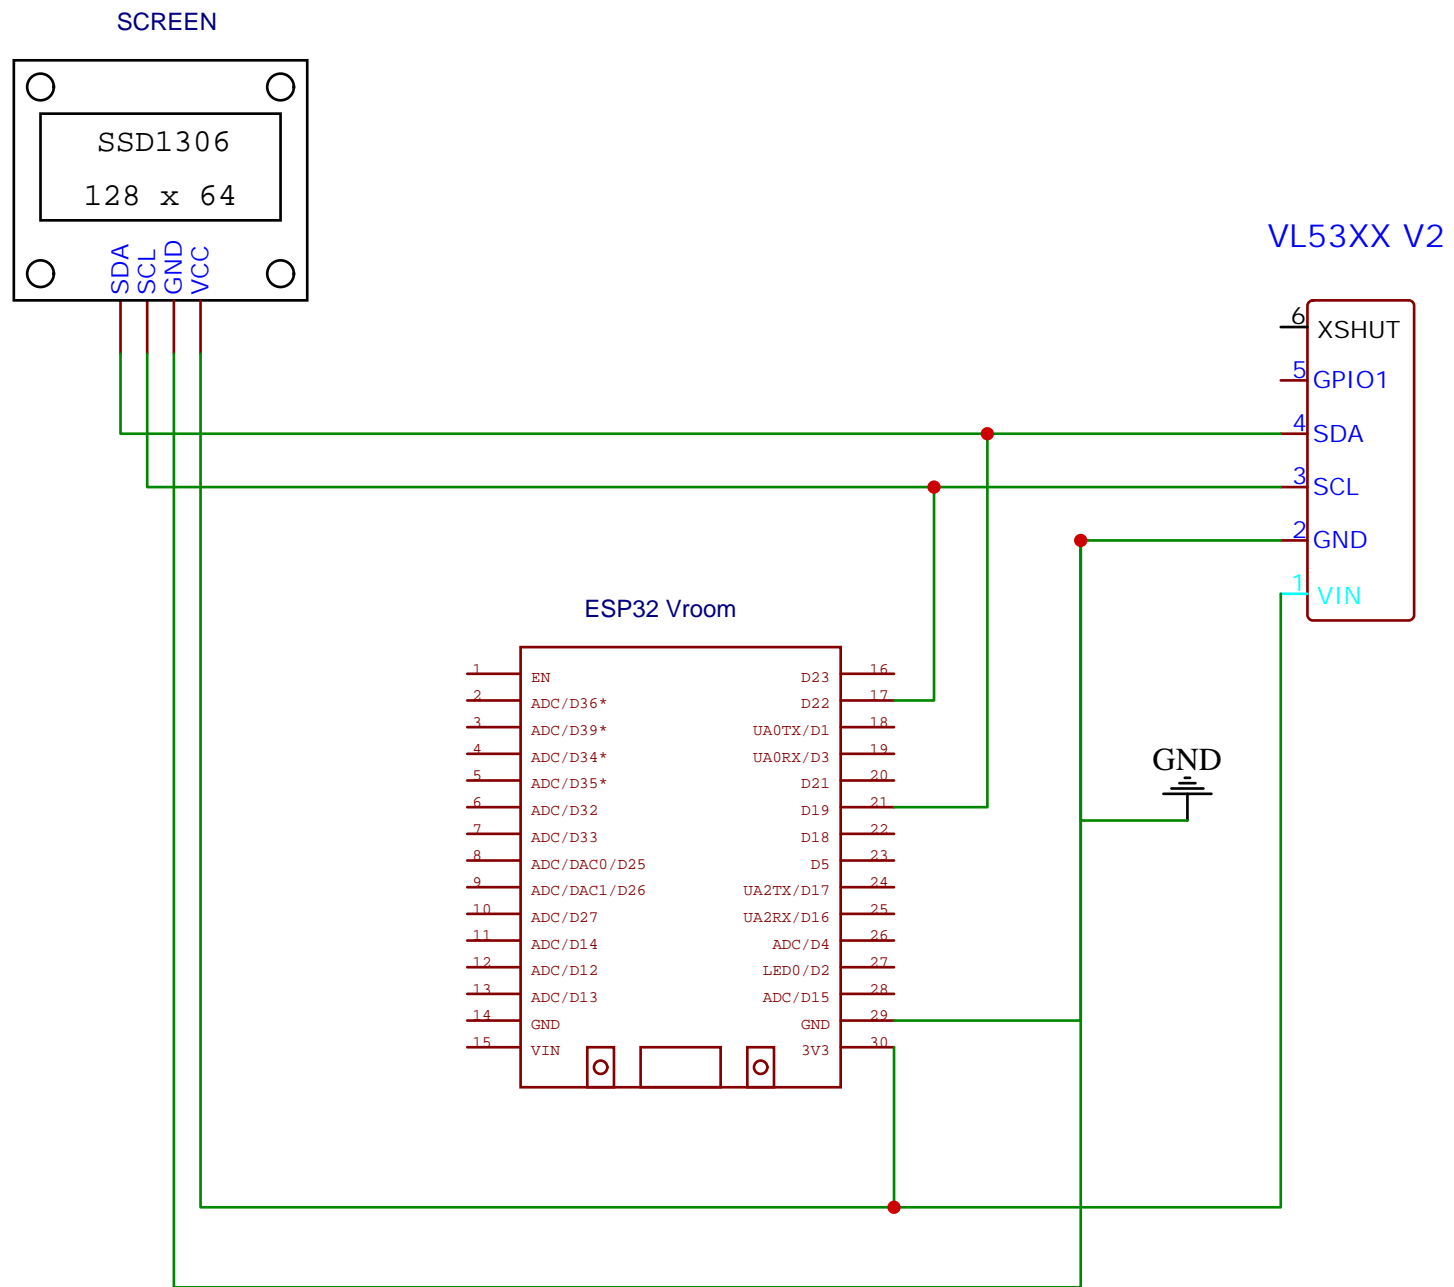 SCREEN
SSD1306
128 x 64
SDA
SCL
GND
VCC
VL53XX V2
6 XSHUT
5 GPIO1
4 SDA
3 SCL
2 GND
1 VIN
ESP32 Vroom
1 EN
2 ADC/D36*
3 ADC/D39*
4 ADC/D34*
5 ADC/D35*
6 ADC/D32
7 ADC/D33
8 ADC/DAC0/D25
9 ADC/DAC1/D26
10 ADC/D27
11 ADC/D14
12 ADC/D12
13 ADC/D13
14 GND
15 VIN
D23 16
D22 17
UA0TX/D1 18
UA0RX/D3 19
D21 20
D19 21
D18 22
D5 23
UA2TX/D17 24
UA2RX/D16 25
ADC/D4 26
LED0/D2 27
ADC/D15 28
GND 29
3V3 30
GND